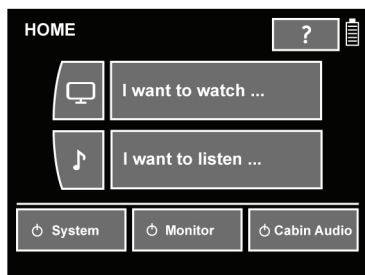 HOME
?
I want to watch ...
I want to listen ...
System
Monitor
Cabin Audio